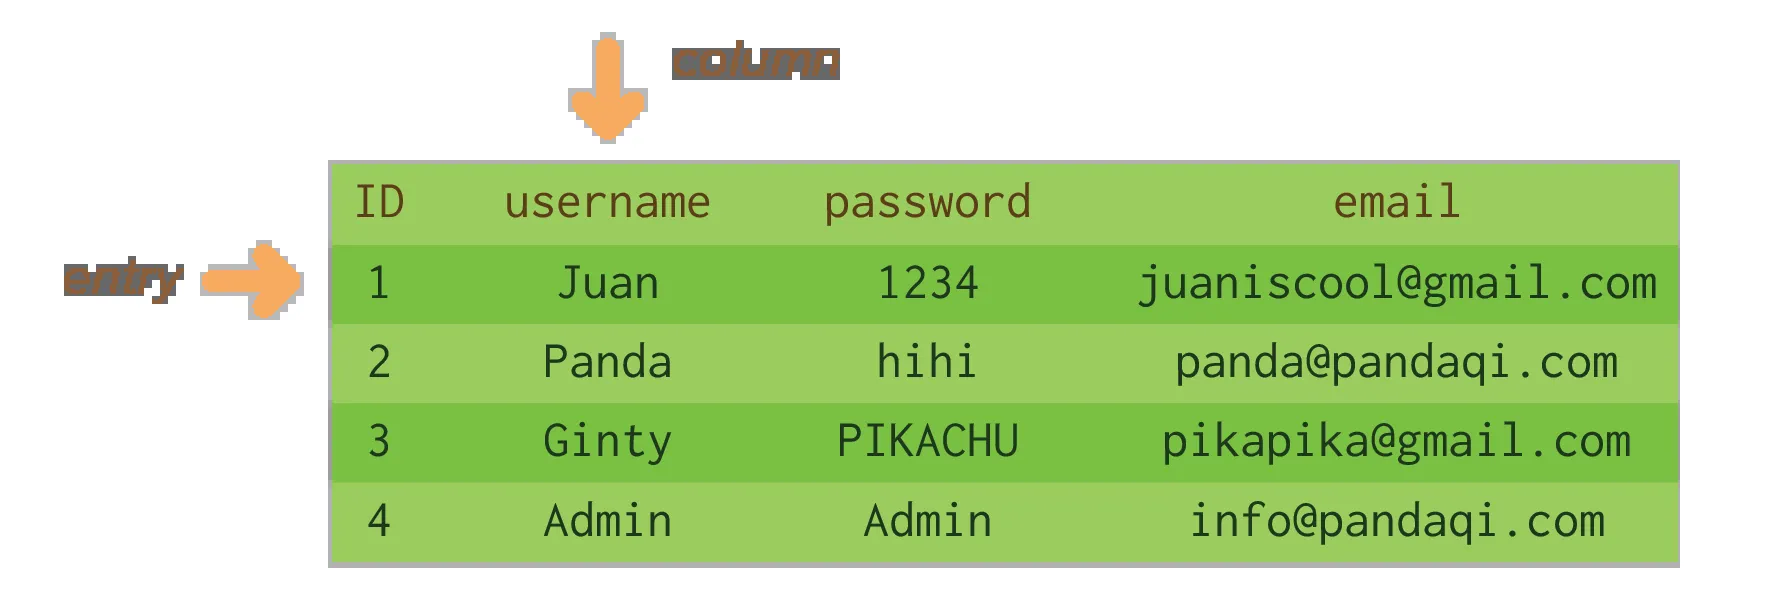 column
ID username password email
entry
1 Juan 1234 juaniscool@gmail.com
2 Panda hihi panda@pandaqi.com
3 Ginty PIKACHU pikapika@gmail.com
4 Admin Admin info@pandaqi.com